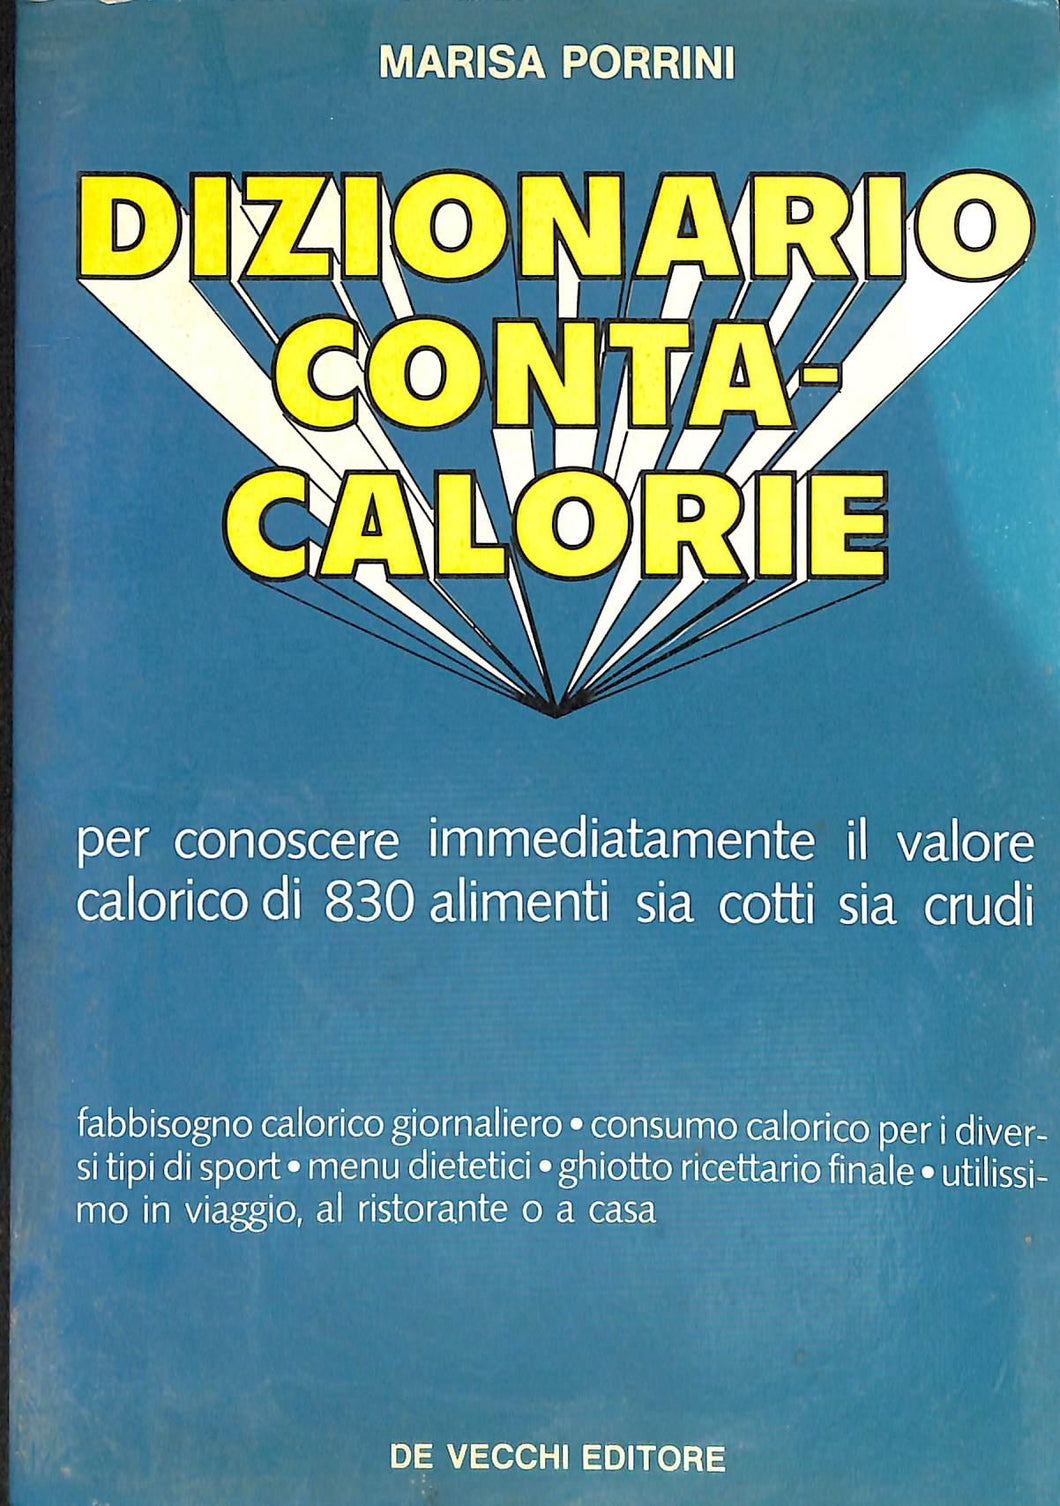 MARISA PORRINI
DIZIONARIO
CONTA-
CALORIE
per conoscere immediatamente il valore
calorico di 830 alimenti sia cotti sia crudi
fabbisogno calorico giornaliero • consumo calorico per i diver-
si tipi di sport • menu dietetici • ghiotto ricettario finale • utilissi-
mo in viaggio, al ristorante o a casa
DE VECCHI EDITORE